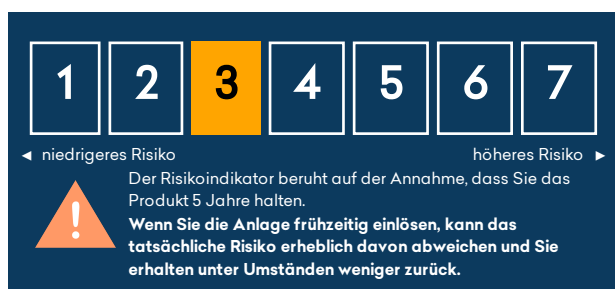 1 2 3 4 5 6 7
◄ niedrigeres Risiko höheres Risiko ►
Der Risikoindikator beruht auf der Annahme, dass Sie das
Produkt 5 Jahre halten.
Wenn Sie die Anlage frühzeitig einlösen, kann das
tatsächliche Risiko erheblich davon abweichen und Sie
erhalten unter Umständen weniger zurück.
!